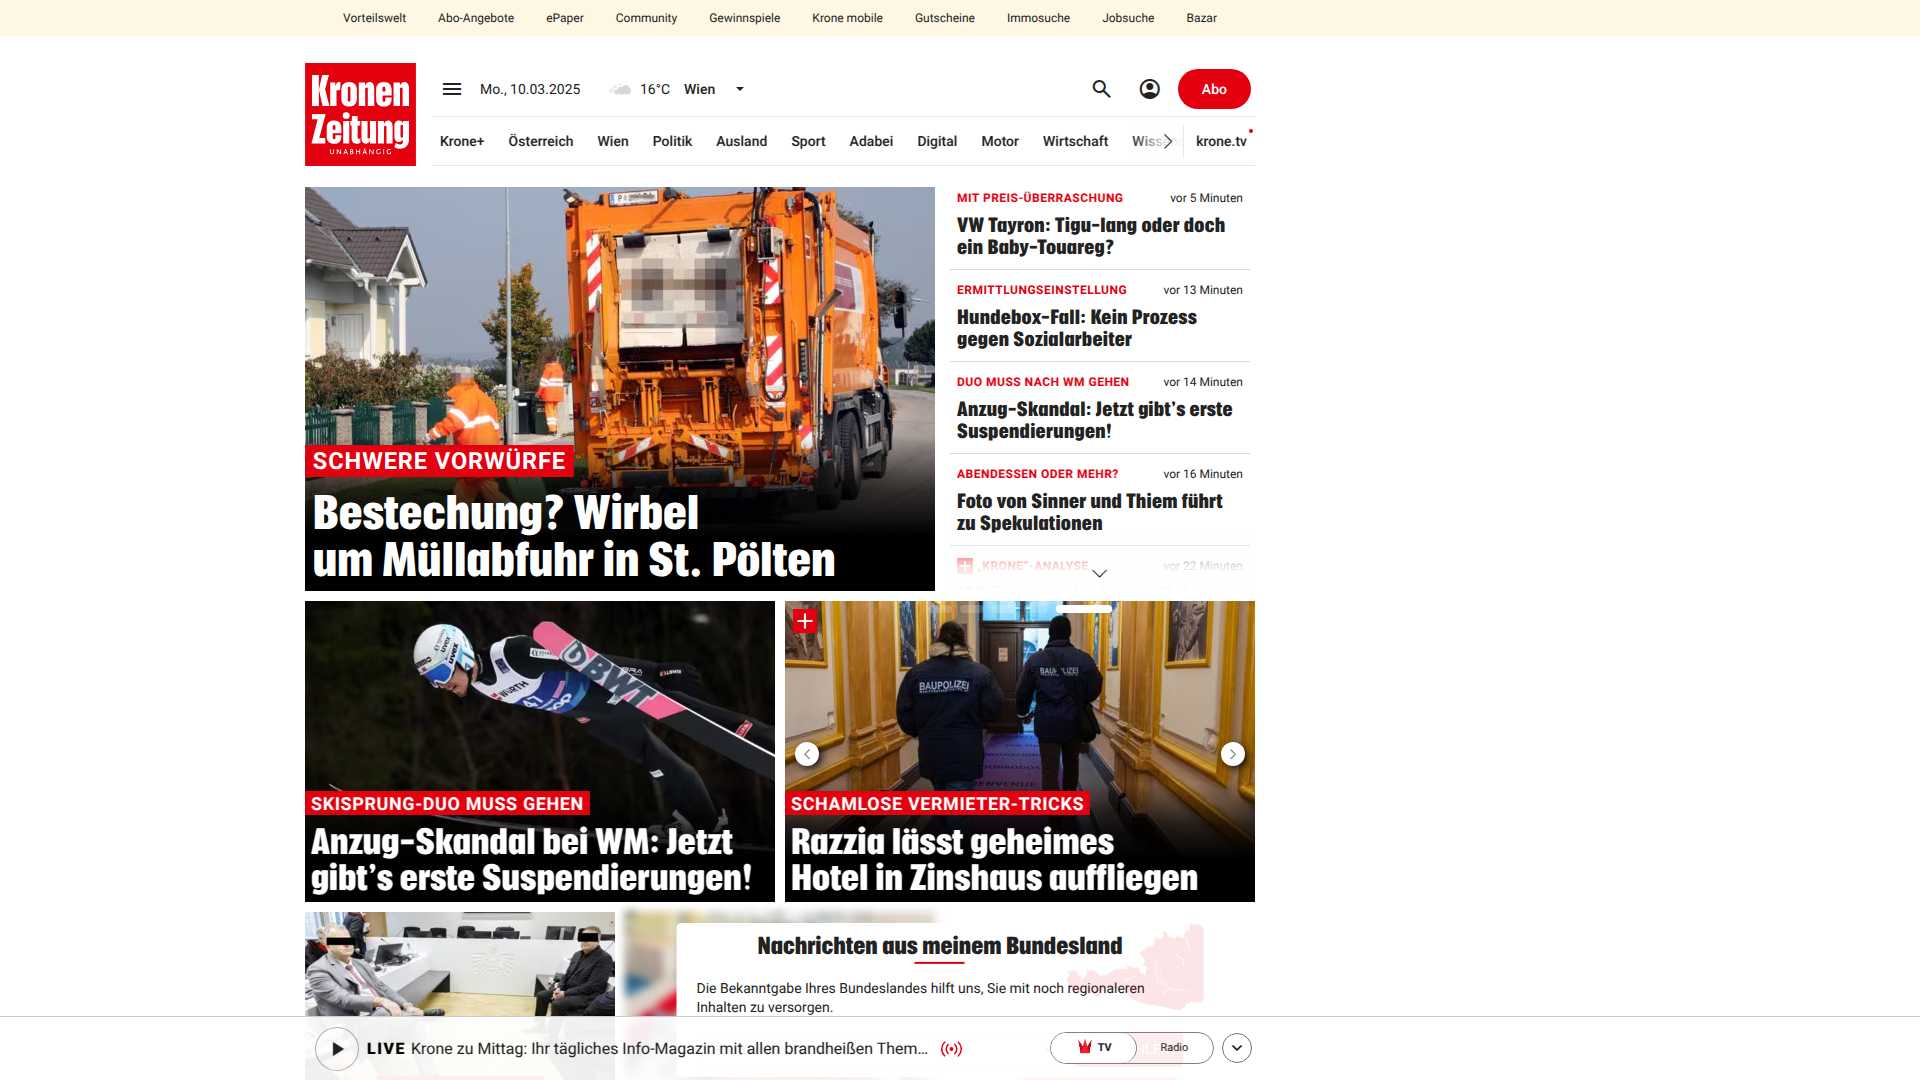 Vorteilswelt Abo-Angebote ePaper Community Gewinnspiele Krone mobile Gutscheine Immosuche Jobsuche Bazar
Kronen
Zeitung
UNABHÄNGIG
Mo., 10.03.2025 16°C Wien
Abo
Krone+ Österreich Wien Politik Ausland Sport Adabei Digital Motor Wirtschaft krone.tv
SCHWERE VORWÜRFE
Bestechung? Wirbel
um Müllabfuhr in St. Pölten
MIT PREIS-ÜBERRASCHUNG vor 5 Minuten
VW Tayron: Tigu-lang oder doch
ein Baby-Touareg?
ERMITTLUNGSEINSTELLUNG vor 13 Minuten
Hundebox-Fall: Kein Prozess
gegen Sozialarbeiter
DUO MUSS NACH WM GEHEN vor 14 Minuten
Anzug-Skandal: Jetzt gibt’s erste
Suspendierungen!
ABENDESSEN ODER MEHR? vor 16 Minuten
Foto von Sinner und Thiem führt
zu Spekulationen
„KRONE“-ANALYSE vor 22 Minuten
uvex
WÜRTH
BWT
SKISPRUNG-DUO MUSS GEHEN
Anzug-Skandal bei WM: Jetzt
gibt’s erste Suspendierungen!
BAUPOLIZEI
BAUPOLIZEI
SCHAMLOSE VERMIETER-TRICKS
Razzia lässt geheimes
Hotel in Zinshaus auffliegen
Nachrichten aus meinem Bundesland
Die Bekanntgabe Ihres Bundeslandes hilft uns, Sie mit noch regionaleren
Inhalten zu versorgen.
LIVE Krone zu Mittag: Ihr tägliches Info-Magazin mit allen brandheißen Them...
TV Radio